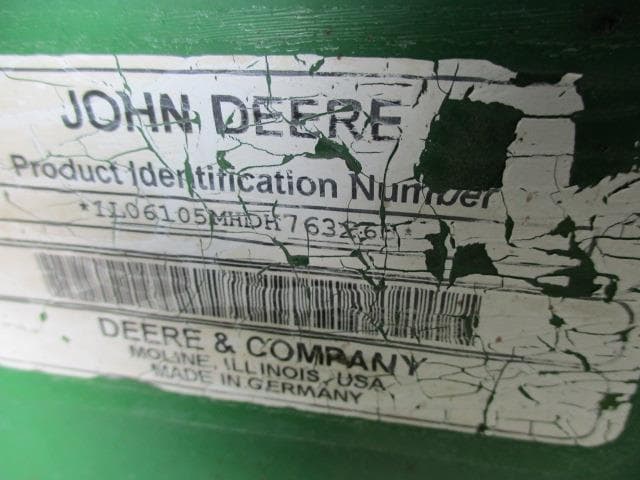 JOHN DEERE
Product Identification Number
DEERE & COMPANY
MOLINE, ILLINOIS, USA
MADE IN GERMANY